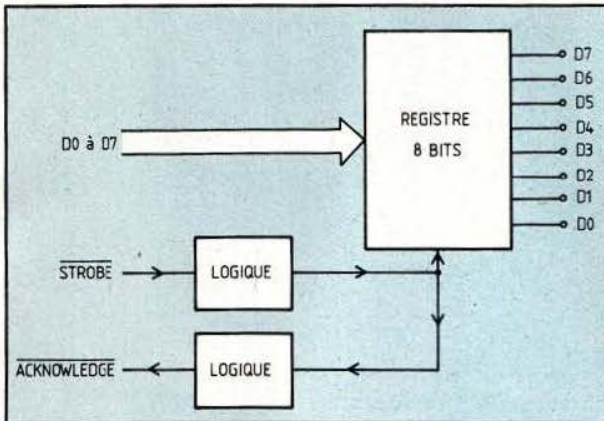 D7
D6
D5
D4
D3
D2
D1
D0
REGISTRE
8 BITS
D0 à D7
STROBE
LOGIQUE
ACKNOWLEDGE
LOGIQUE